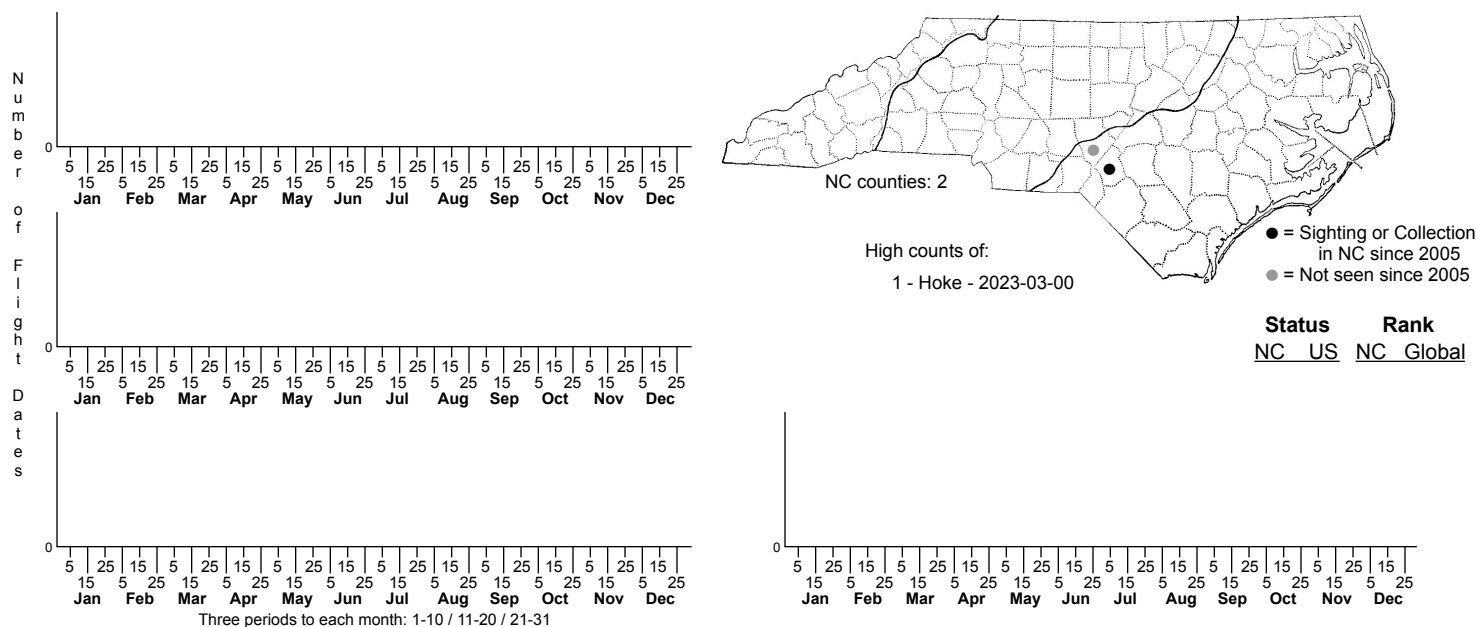 Number of Flight Dates
0
5 25 15 5 25 15 5 25 15 5 25 15 5 25 15 5 25 15
15 5 25 15 5 25 15 5 25 15 5 25 15 5 25 15 5 25
Jan Feb Mar Apr May Jun Jul Aug Sep Oct Nov Dec
0
5 25 15 5 25 15 5 25 15 5 25 15 5 25 15 5 25 15
15 5 25 15 5 25 15 5 25 15 5 25 15 5 25 15 5 25
Jan Feb Mar Apr May Jun Jul Aug Sep Oct Nov Dec
0
5 25 15 5 25 15 5 25 15 5 25 15 5 25 15 5 25 15
15 5 25 15 5 25 15 5 25 15 5 25 15 5 25 15 5 25
Jan Feb Mar Apr May Jun Jul Aug Sep Oct Nov Dec
Three periods to each month: 1-10 / 11-20 / 21-31
NC counties: 2
High counts of:
1 - Hoke - 2023-03-00
= Sighting or Collection
in NC since 2005
= Not seen since 2005
Status Rank
NC US NC Global
0
5 25 15 5 25 15 5 25 15 5 25 15 5 25 15 5 25 15
15 5 25 15 5 25 15 5 25 15 5 25 15 5 25 15 5 25
Jan Feb Mar Apr May Jun Jul Aug Sep Oct Nov Dec